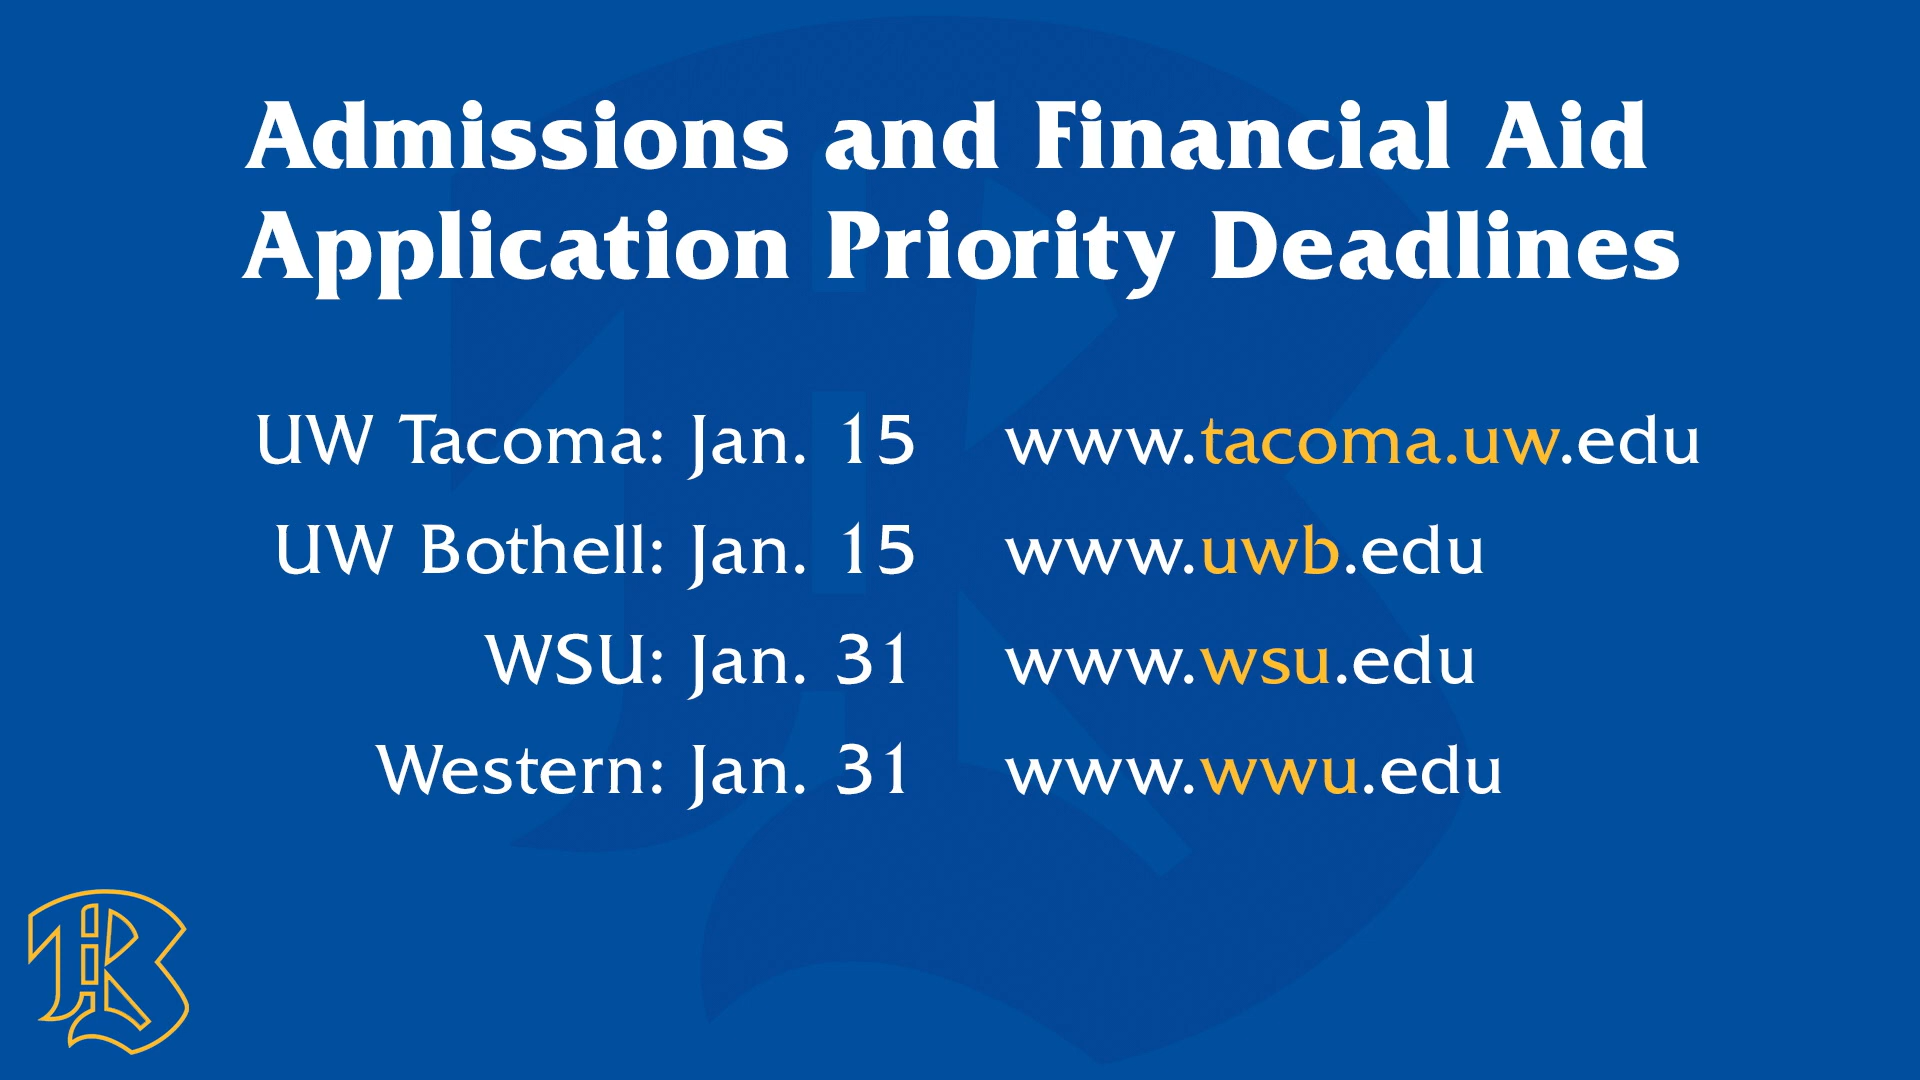 Admissions and Financial Aid
Application Priority Deadlines
UW Tacoma: Jan. 15 www.tacoma.uw.edu
UW Bothell: Jan. 15 www.uwb.edu
WSU: Jan. 31 www.wsu.edu
Western: Jan. 31 www.wwu.edu